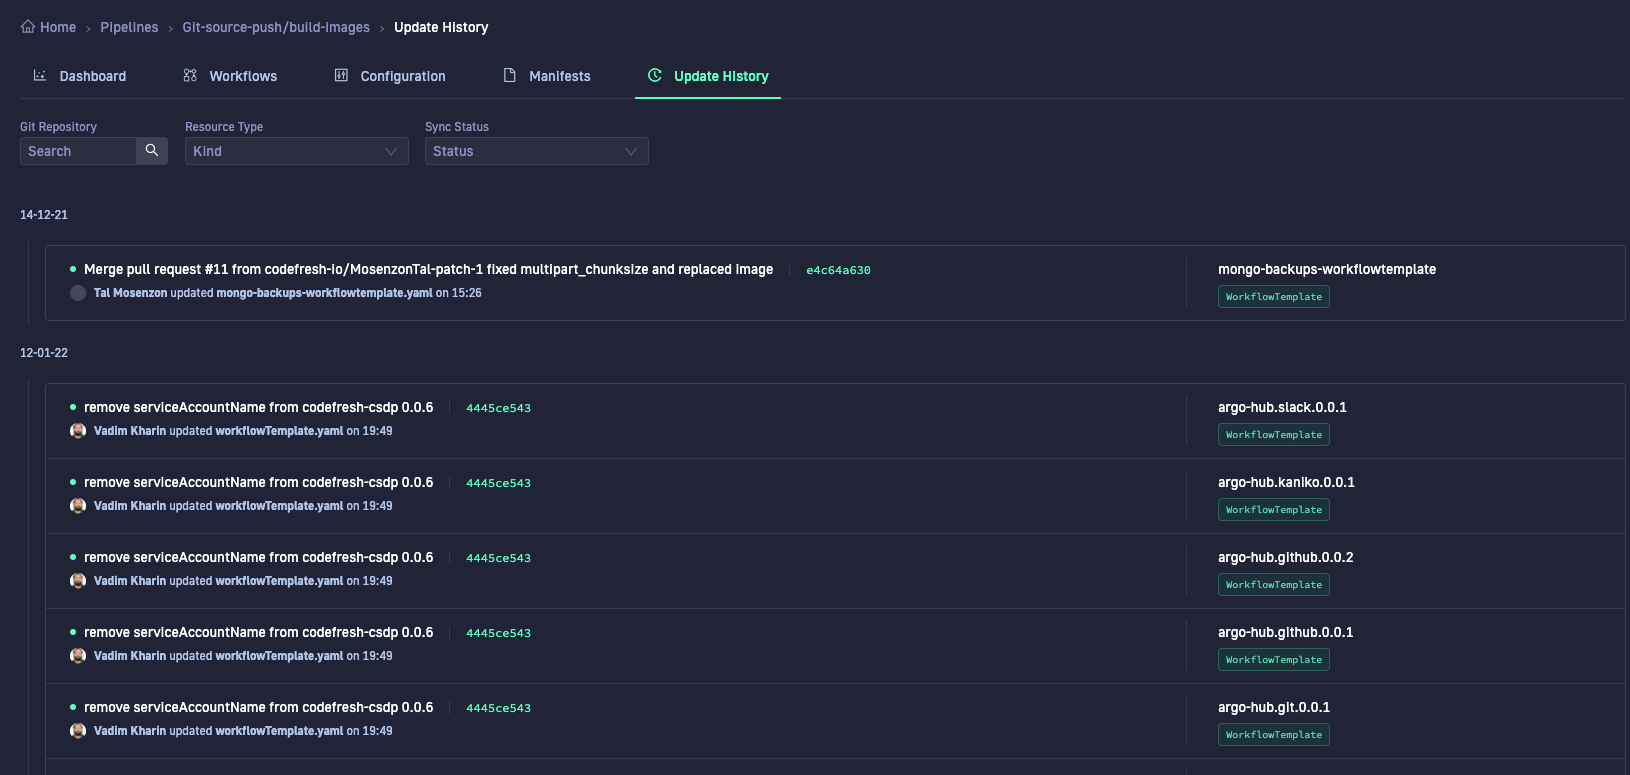 Home › Pipelines › Git-source-push/build-images › Update History
Dashboard Workflows Configuration Manifests Update History
Git Repository Resource Type Sync Status
Search Kind Status
14-12-21
Merge pull request #11 from codefresh-io/MosenzonTal-patch-1 fixed multipart_chunksize and replaced image e4c64a630 mongo-backups-workflowtemplate
Tal Mosenzon updated mongo-backups-workflowtemplate.yaml on 15:26 WorkflowTemplate
12-01-22
remove serviceAccountName from codefresh-csdp 0.0.6 4445ce543 argo-hub.slack.0.0.1
Vadim Kharin updated workflowTemplate.yaml on 19:49 WorkflowTemplate
remove serviceAccountName from codefresh-csdp 0.0.6 4445ce543 argo-hub.kaniko.0.0.1
Vadim Kharin updated workflowTemplate.yaml on 19:49 WorkflowTemplate
remove serviceAccountName from codefresh-csdp 0.0.6 4445ce543 argo-hub.github.0.0.2
Vadim Kharin updated workflowTemplate.yaml on 19:49 WorkflowTemplate
remove serviceAccountName from codefresh-csdp 0.0.6 4445ce543 argo-hub.github.0.0.1
Vadim Kharin updated workflowTemplate.yaml on 19:49 WorkflowTemplate
remove serviceAccountName from codefresh-csdp 0.0.6 4445ce543 argo-hub.git.0.0.1
Vadim Kharin updated workflowTemplate.yaml on 19:49 WorkflowTemplate